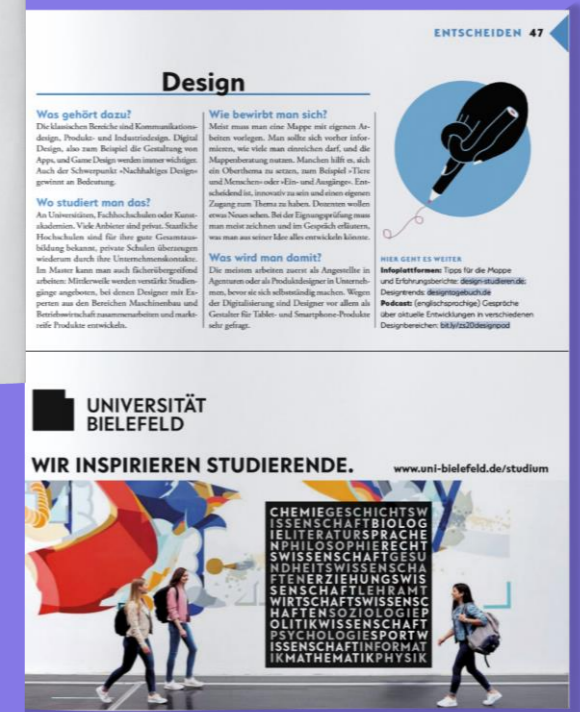 ENTSCHEIDEN 47
Design
Was gehört dazu?
Die klassischen Bereiche sind Kommunikations-
design, Produkt- und Industriedesign. Digital
Design, also zum Beispiel die Gestaltung von
Apps, und Game Design werden immer wichtiger.
Auch der Schwerpunkt »Nachhaltiges Design«
gewinnt an Bedeutung.
Wo studiert man das?
An Universitäten, Fachhochschulen oder Kunst-
akademien. Viele Anbieter sind privat. Staatliche
Hochschulen sind für ihre gute Gesamtaus-
bildung bekannt, private Schulen überzeugen
wiederum durch ihre Unternehmenskontakte.
Im Master kann man auch fächerübergreifend
arbeiten: Mittlerweile werden verstärkt Studien-
gänge angeboten, bei denen Designer mit Ex-
perten aus den Bereichen Maschinenbau und
Betriebswirtschaft zusammenarbeiten und markt-
reife Produkte entwickeln.
Wie bewirbt man sich?
Meist muss man eine Mappe mit eigenen Ar-
beiten vorlegen. Man sollte sich vorher infor-
mieren, wie viele man einreichen darf, und die
Mappenberatung nutzen. Manchen hilft es, sich
ein Oberthema zu setzen, zum Beispiel »Tiere
und Menschen« oder »Ein- und Ausgänge«. Ent-
scheidend ist, innovativ zu sein und einen eigenen
Zugang zum Thema zu haben. Dozenten wollen
etwas Neues sehen. Bei der Eignungsprüfung muss
man meist zeichnen und im Gespräch erläutern,
was man aus seiner Idee alles entwickeln könnte.
Was wird man damit?
Die meisten arbeiten zuerst als Angestellte in
Agenturen oder als Produktdesigner in Unterneh-
men, bevor sie sich selbstständig machen. Wegen
der Digitalisierung sind Designer vor allem als
Gestalter für Tablet- und Smartphone-Produkte
sehr gefragt.
HIER GEHT ES WEITER
Infoplattformen: Tipps für die Mappe
und Erfahrungsberichte: design-studieren.de;
Designtrends: designtagebuch.de
Podcast: (englischsprachige) Gespräche
über aktuelle Entwicklungen in verschiedenen
Designbereichen: bit.ly/zs20designpod
UNIVERSITÄT
BIELEFELD
WIR INSPIRIEREN STUDIERENDE.
www.uni-bielefeld.de/studium
CHEMIEGESCHICHTSW
ISSENSCHAFTBIOLOG
IELITERATURSPRACHE
NPHILOSOPHIERECHT
SWISSENSCHAFTGESU
NDHEITSWISSENSCHA
FTENERZIEHUNGSWIS
SENSCHAFTLEHRAMT
WIRTSCHAFTSWISSENSC
HAFTENSOZIOLOGIEP
OLITIKWISSENSCHAFT
PSYCHOLOGIESPORTW
ISSENSCHAFTINFORMAT
IKMATHEMATIKPHYSIK